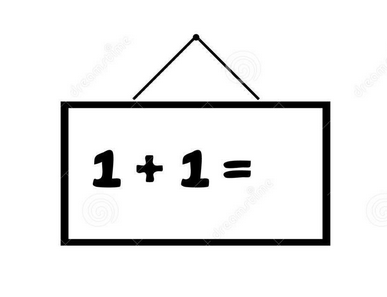 1 + 1 =